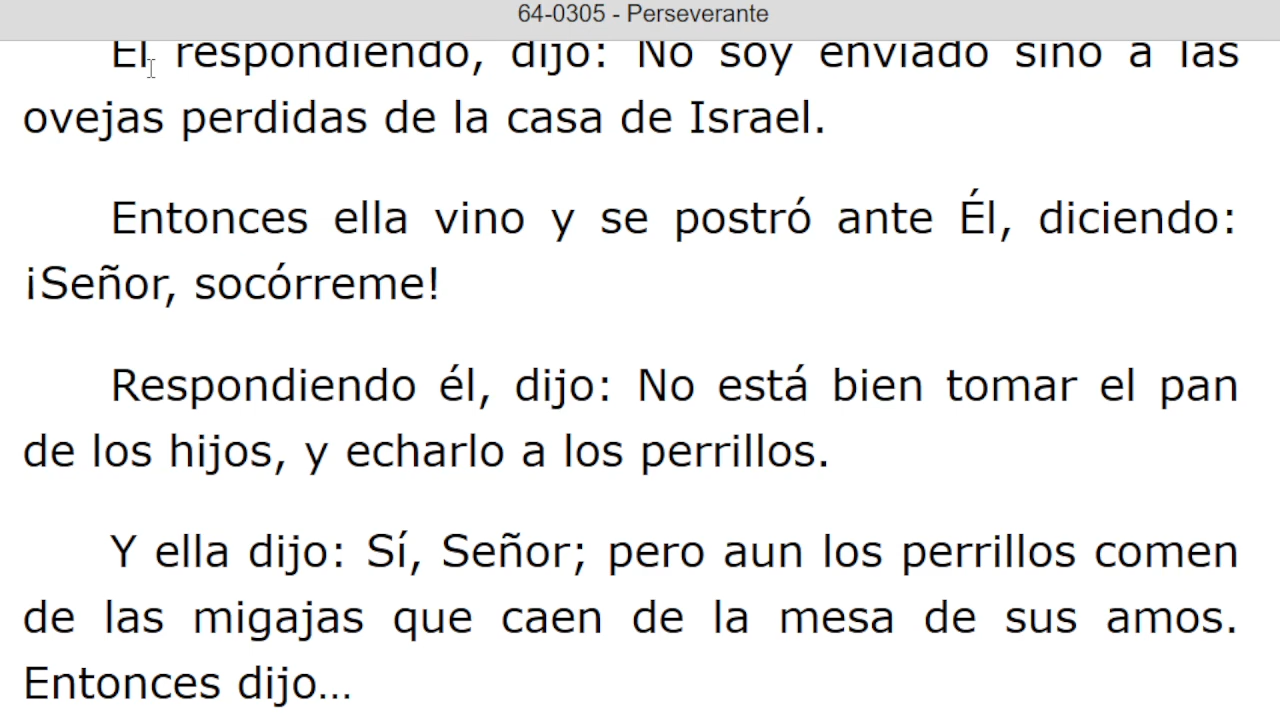 64-0305 - Perseverante
Él respondiendo, dijo: No soy enviado sino a las
ovejas perdidas de la casa de Israel.
Entonces ella vino y se postró ante Él, diciendo:
¡Señor, socórreme!
Respondiendo él, dijo: No está bien tomar el pan
de los hijos, y echarlo a los perrillos.
Y ella dijo: Sí, Señor; pero aun los perrillos comen
de las migajas que caen de la mesa de sus amos.
Entonces dijo…